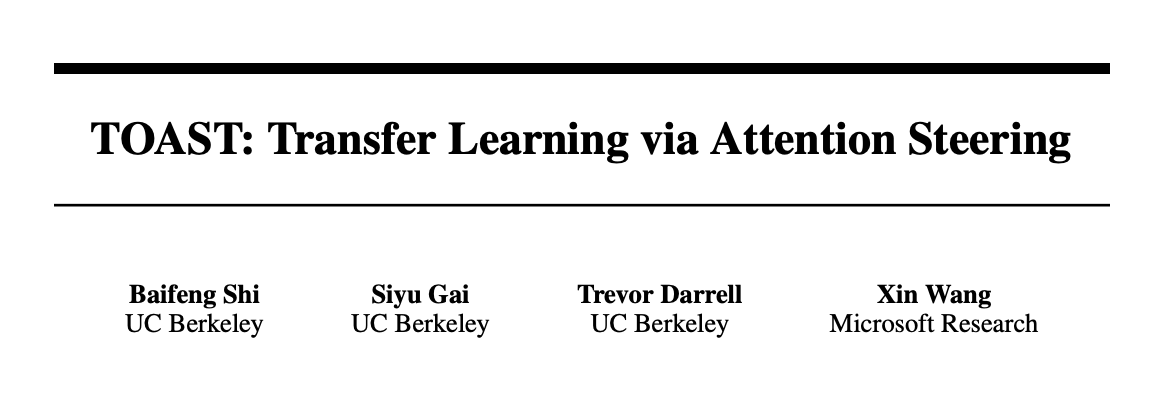 TOAST: Transfer Learning via Attention Steering
Baifeng Shi Siyu Gai Trevor Darrell Xin Wang
UC Berkeley UC Berkeley UC Berkeley Microsoft Research